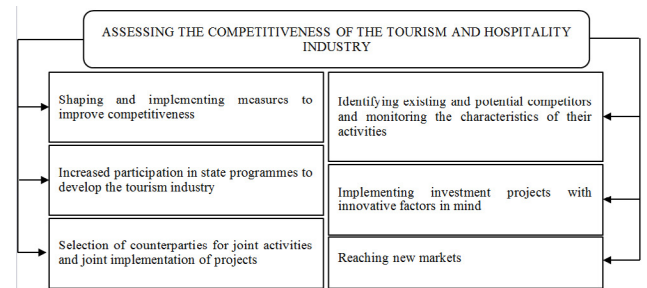 ASSESSING THE COMPETITIVENESS OF THE TOURISM AND HOSPITALITY
INDUSTRY
Shaping and implementing measures to
improve competitiveness
Increased participation in state programmes to
develop the tourism industry
Selection of counterparties for joint activities
and joint implementation of projects
Identifying existing and potential competitors
and monitoring the characteristics of their
activities
Implementing investment projects with
innovative factors in mind
Reaching new markets